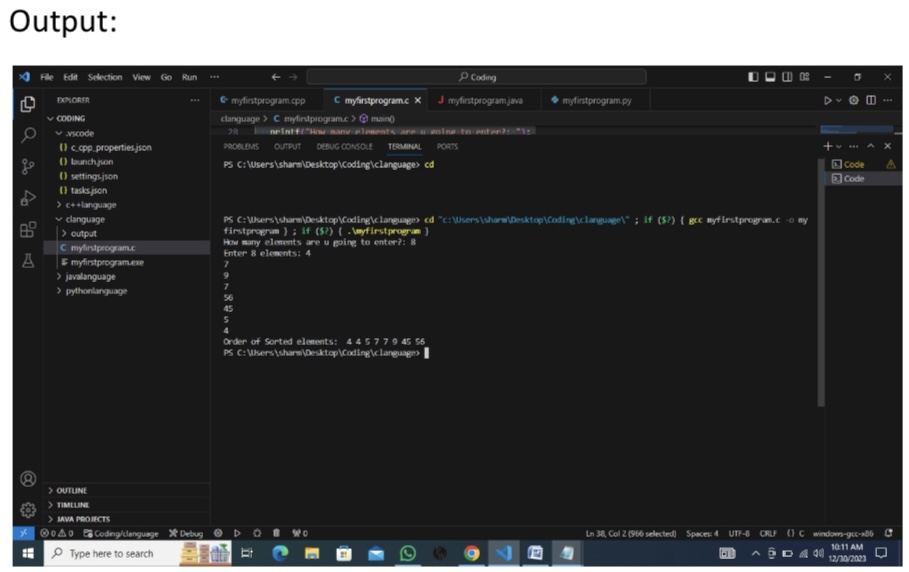 Output:
File Edit Selection View Go Run ···
Coding
EXPLORER ···
CODING
.vscode
{} c_cpp_properties.json
{} launch.json
{} settings.json
{} tasks.json
c++language
clanguage
output
C myfirstprogram.c
myfirstprogram.exe
javalanguage
pythonlanguage
OUTLINE
TIMELINE
JAVA PROJECTS
myfirstprogram.cpp C myfirstprogram.c × J myfirstprogram.java myfirstprogram.py
clanguage > C myfirstprogram.c > main()
28 printf("How many elements are u going to enter?: ");
PROBLEMS OUTPUT DEBUG CONSOLE TERMINAL PORTS
Code
Code
PS C:\Users\sharm\Desktop\Coding\clanguage> cd
PS C:\Users\sharm\Desktop\Coding\clanguage> cd "c:\Users\sharm\Desktop\Coding\clanguage\" ; if ($?) { gcc myfirstprogram.c -o my
firstprogram } ; if ($?) { .\myfirstprogram }
How many elements are u going to enter?: 8
Enter 8 elements: 4
7
9
7
56
45
5
4
Order of Sorted elements:  4 4 5 7 7 9 45 56
PS C:\Users\sharm\Desktop\Coding\clanguage>
0 0 Coding/clanguage Debug 0 Ln 38, Col 2 (966 selected) Spaces: 4 UTF-8 CRLF {} C windows-gcc-x86
Type here to search
10:11 AM
12/30/2023